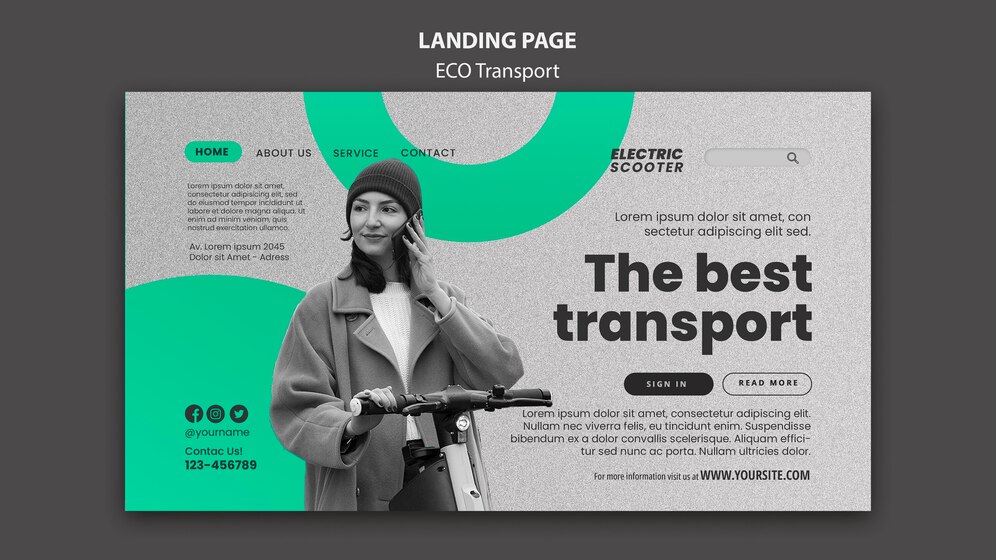 LANDING PAGE
ECO Transport
HOME
ABOUT US
SERVICE
CONTACT
ELECTRIC
SCOOTER
Lorem ipsum dolor sit amet,
consectetur adipiscing elit, sed
do eiusmod tempor incididunt ut
labore et dolore magna aliqua. Ut
enim ad minim veniam, quis
nostrud exercitation ullamco.
Av. Lorem ipsum 2045
Dolor sit Amet - Adress
Lorem ipsum dolor sit amet, con
sectetur adipiscing elit sed.
The best
transport
SIGN IN
READ MORE
Lorem ipsum dolor sit amet, consectetur adipiscing elit.
Nullam nec viverra felis, eu tincidunt enim. Suspendisse
bibendum ex a dolor convallis scelerisque. Aliquam effici-
tur sed nunc ac porta. Nullam ultricies dolor.
For more information visit us at WWW.YOURSITE.COM
@yourname
Contac Us!
123-456789